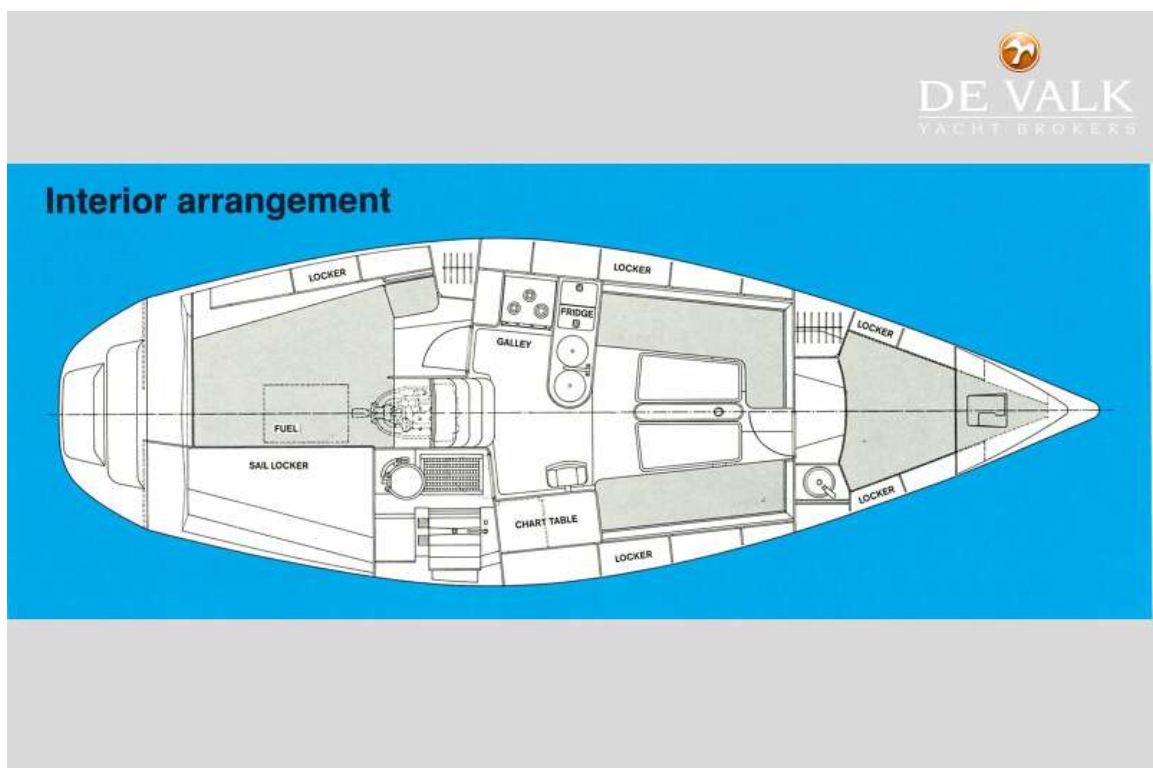 DE VALK
YACHT BROKERS
Interior arrangement
LOCKER
LOCKER
FRIDGE
GALLEY
LOCKER
FUEL
SAIL LOCKER
CHART TABLE
LOCKER
LOCKER